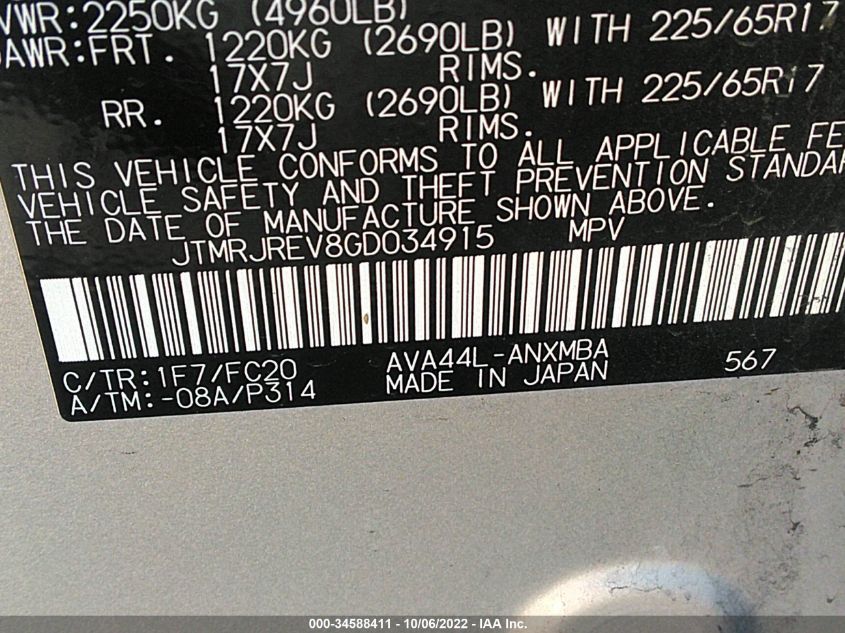 VWR:2250KG (4960LB)
AWR:FRT. 1220KG (2690LB) WITH 225/65R17
17X7J RIMS.
RR. 1220KG (2690LB) WITH 225/65R17
17X7J RIMS.
THIS VEHICLE CONFORMS TO ALL APPLICABLE FE
VEHICLE SAFETY AND THEFT PREVENTION STANDAR
THE DATE OF MANUFACTURE SHOWN ABOVE.
JTMRJREV8GD034915 MPV
C/TR:1F7/FC20 AVA44L-ANXMBA 567
A/TM:-08A/P314 MADE IN JAPAN
000-34588411 - 10/06/2022 - IAA Inc.